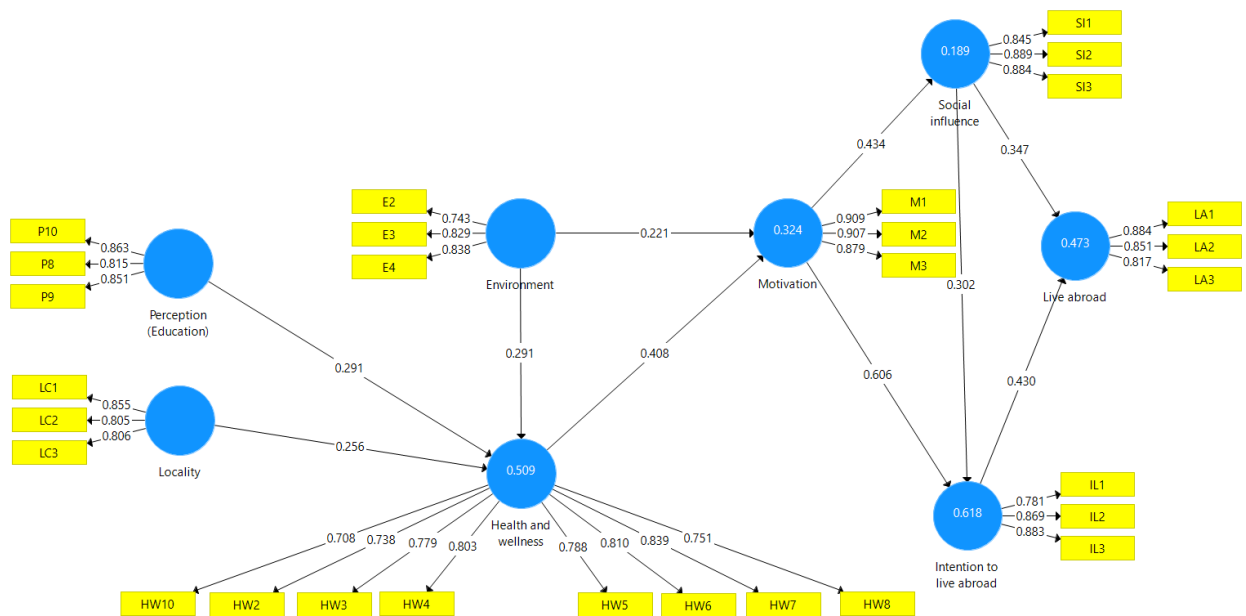 SI1
0.845
0.189
0.889
SI2
0.884
SI3
Social
influence
0.434
0.347
E2
0.743
E3
0.829
0.838
E4
Environment
0.221
0.324
Motivation
0.909
M1
0.907
M2
0.879
M3
0.302
0.473
Live abroad
0.884
LA1
0.851
LA2
0.817
LA3
P10
0.863
P8
0.815
0.851
P9
Perception
(Education)
0.291
0.291
0.408
0.606
0.430
LC1
0.855
LC2
0.805
0.806
LC3
Locality
0.256
0.509
Health and
wellness
0.618
Intention to
live abroad
0.781
IL1
0.869
IL2
0.883
IL3
0.708
0.738
0.779
0.803
0.788
0.810
0.839
0.751
HW10
HW2
HW3
HW4
HW5
HW6
HW7
HW8